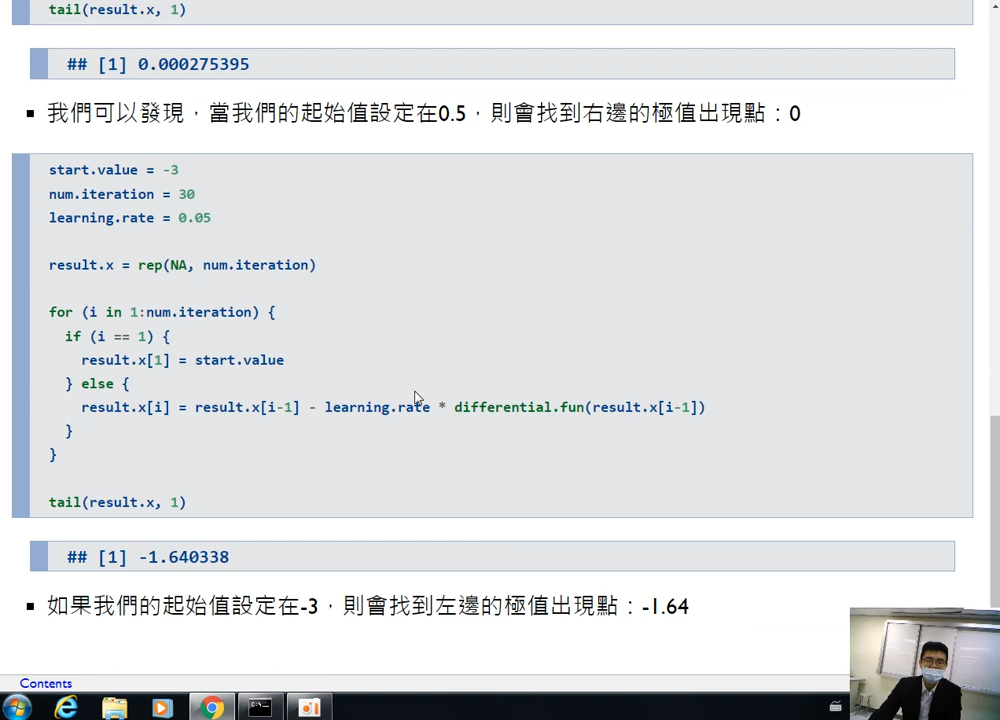 tail(result.x, 1)
## [1] 0.000275395
我們可以發現，當我們的起始值設定在0.5，則會找到右邊的極值出現點：0
start.value = -3
num.iteration = 30
learning.rate = 0.05
result.x = rep(NA, num.iteration)
for (i in 1:num.iteration) {
if (i == 1) {
result.x[1] = start.value
} else {
result.x[i] = result.x[i-1] - learning.rate * differential.fun(result.x[i-1])
}
}
tail(result.x, 1)
## [1] -1.640338
如果我們的起始值設定在-3，則會找到左邊的極值出現點：-1.64
Contents